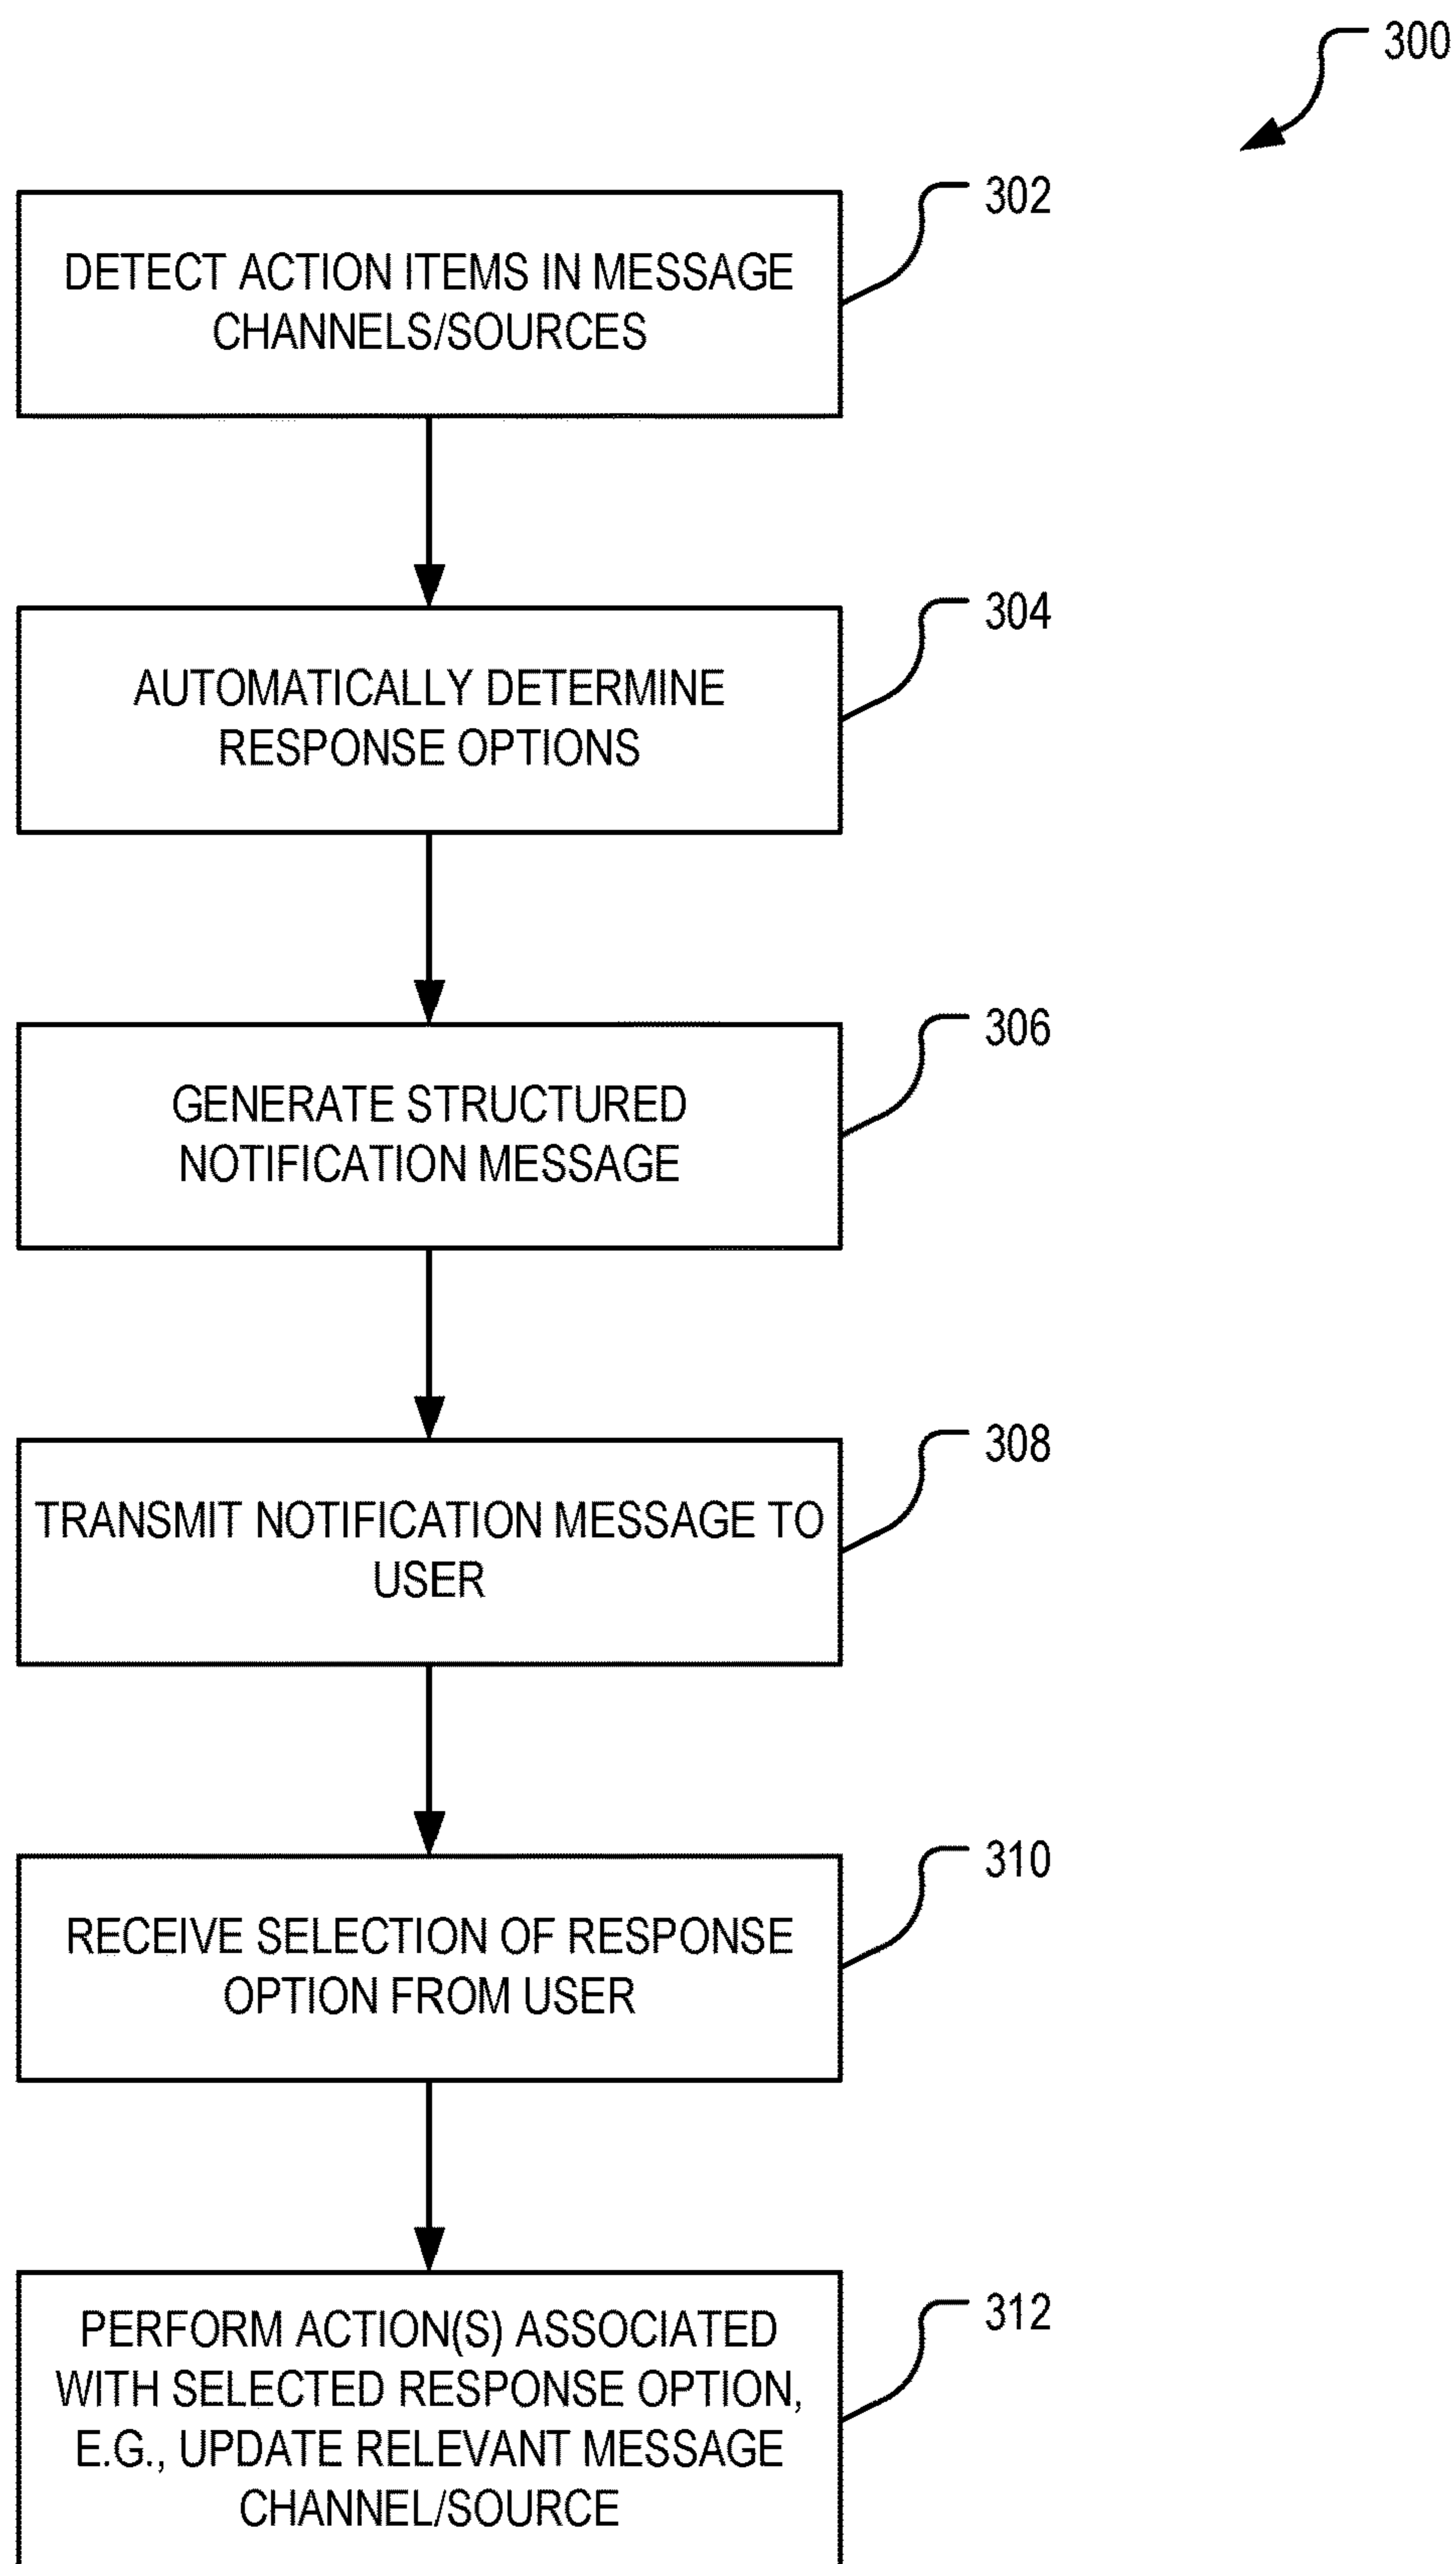 300
302
DETECT ACTION ITEMS IN MESSAGE
CHANNELS/SOURCES
304
AUTOMATICALLY DETERMINE
RESPONSE OPTIONS
306
GENERATE STRUCTURED
NOTIFICATION MESSAGE
308
TRANSMIT NOTIFICATION MESSAGE TO
USER
310
RECEIVE SELECTION OF RESPONSE
OPTION FROM USER
312
PERFORM ACTION(S) ASSOCIATED
WITH SELECTED RESPONSE OPTION,
E.G., UPDATE RELEVANT MESSAGE
CHANNEL/SOURCE